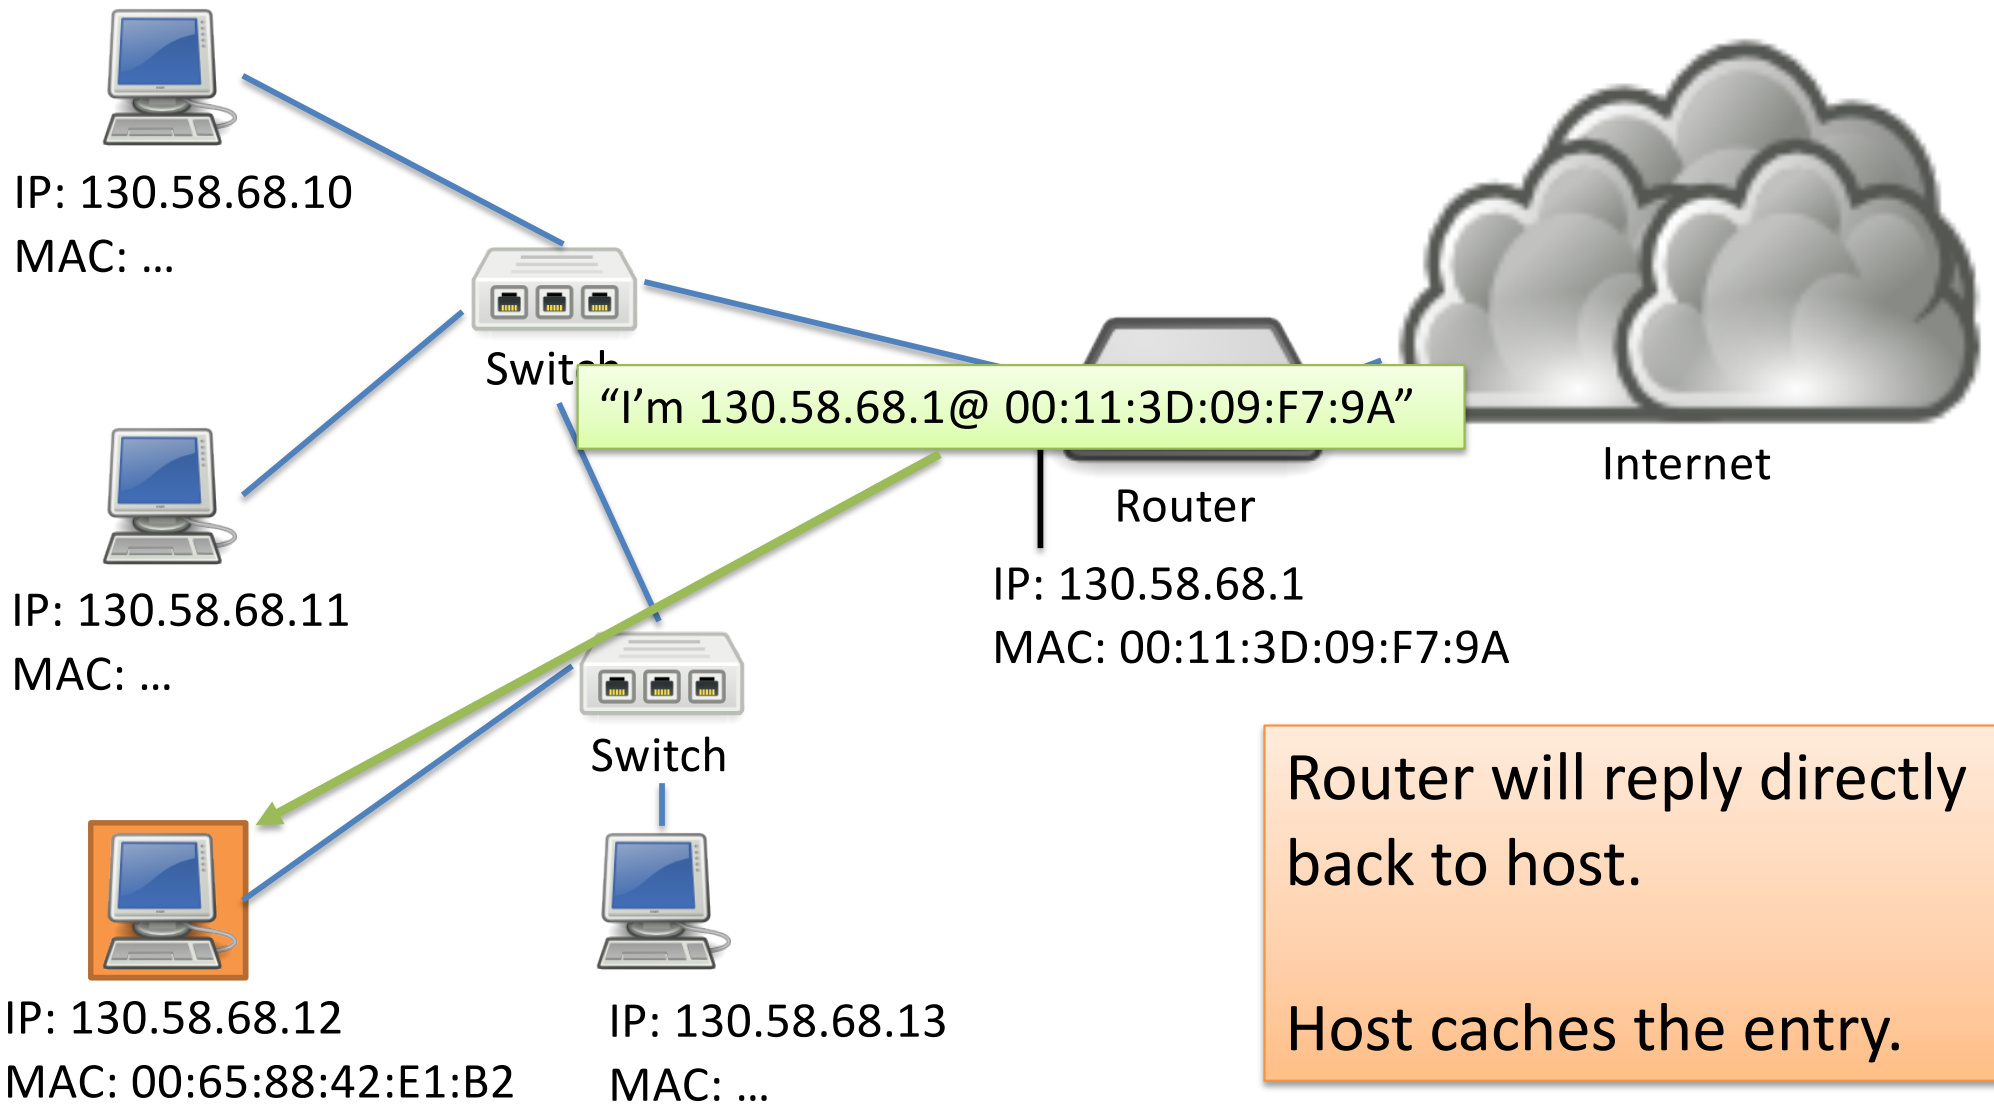 IP: 130.58.68.10
MAC: ...
Switch
“I’m 130.58.68.1@ 00:11:3D:09:F7:9A”
Internet
Router
IP: 130.58.68.1
MAC: 00:11:3D:09:F7:9A
IP: 130.58.68.11
MAC: ...
Switch
Router will reply directly
back to host.
Host caches the entry.
IP: 130.58.68.12
MAC: 00:65:88:42:E1:B2
IP: 130.58.68.13
MAC: ...